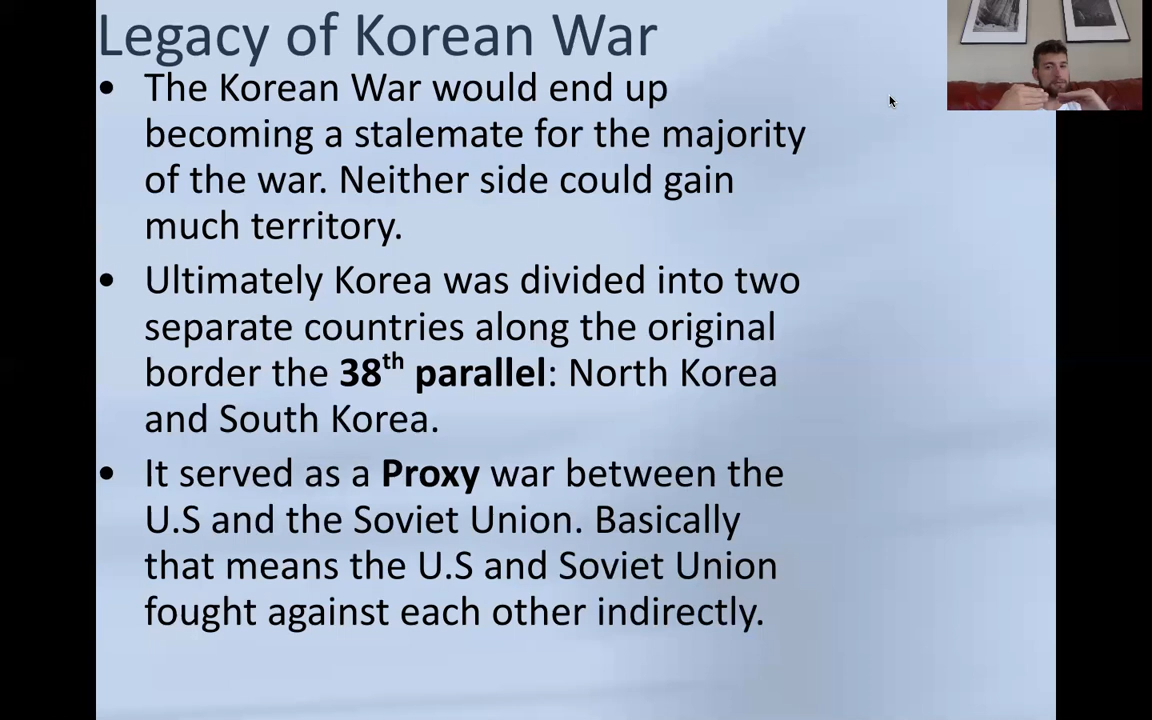 Legacy of Korean War
• The Korean War would end up
becoming a stalemate for the majority
of the war. Neither side could gain
much territory.
• Ultimately Korea was divided into two
separate countries along the original
border the 38th parallel: North Korea
and South Korea.
• It served as a Proxy war between the
U.S and the Soviet Union. Basically
that means the U.S and Soviet Union
fought against each other indirectly.